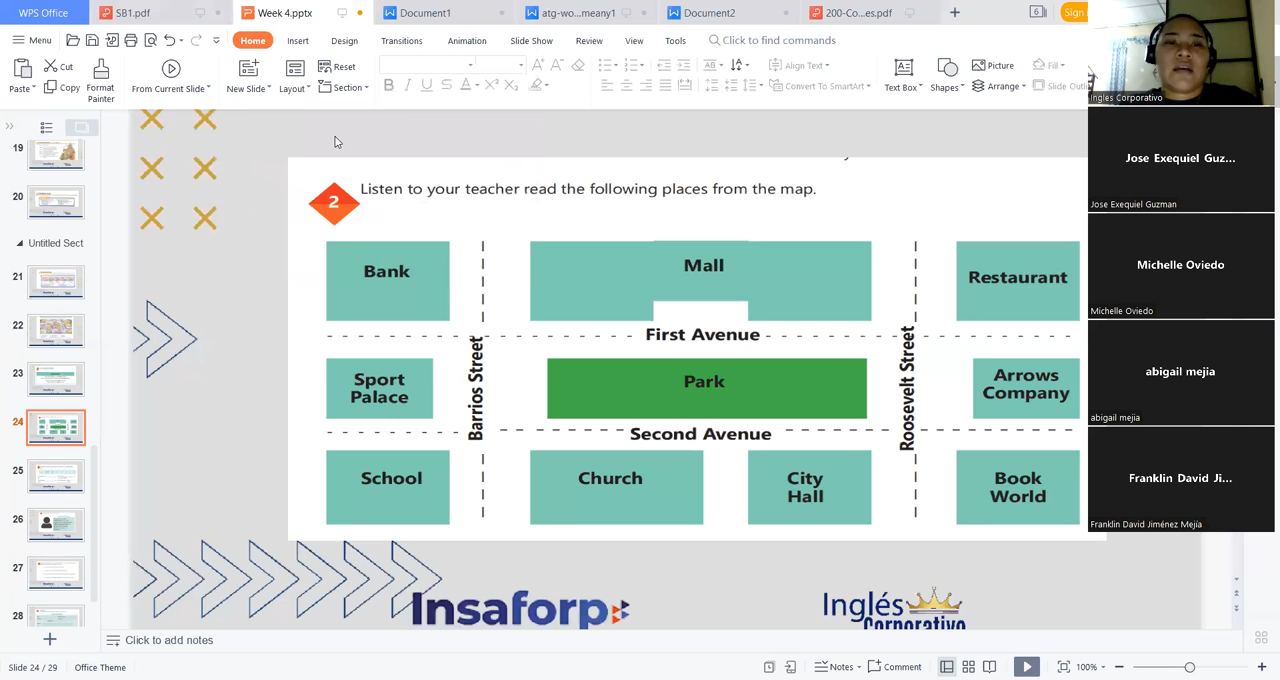 WPS Office
SB1.pdf
Week 4.pptx
Document1
atg-wo...meany1
Document2
200-Co...es.pdf
6
Sign
Menu
Home
Insert
Design
Transitions
Animation
Slide Show
Review
View
Tools
Click to find commands
Paste
Cut
Copy
Format
Painter
From Current Slide
New Slide
Layout
Reset
Section
Align Text
Convert To SmartArt
Text Box
Shapes
Picture
Arrange
Fill
Slide Outli
Ingles Corporativo
Jose Exequiel Guz...
Jose Exequiel Guzman
Michelle Oviedo
Michelle Oviedo
abigail mejia
abigail mejia
Franklin David Ji...
Franklin David Jiménez Mejía
19
20
Untitled Sect
21
22
23
24
25
26
27
28
2
Listen to your teacher read the following places from the map.
Bank
Mall
Restaurant
First Avenue
Barrios Street
Roosevelt Street
Sport
Palace
Park
Arrows
Company
Second Avenue
School
Church
City
Hall
Book
World
Insaforp
Inglés
Corporativo
Click to add notes
Slide 24 / 29
Office Theme
Notes
Comment
100%